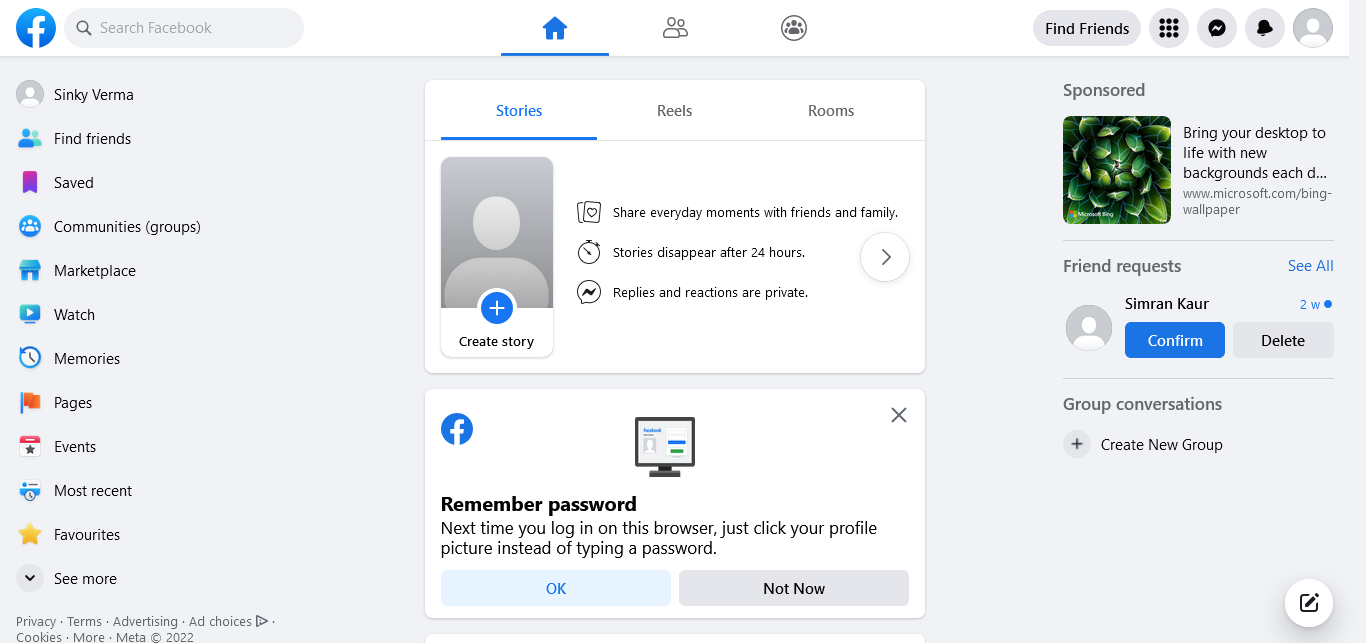 Search Facebook
Find Friends
Sinky Verma
Find friends
Saved
Communities (groups)
Marketplace
Watch
Memories
Pages
Events
Most recent
Favourites
See more
Privacy · Terms · Advertising · Ad choices ·
Cookies · More · Meta © 2022
Stories
Reels
Rooms
Create story
Share everyday moments with friends and family.
Stories disappear after 24 hours.
Replies and reactions are private.
facebook
Remember password
Next time you log in on this browser, just click your profile
picture instead of typing a password.
OK
Not Now
Sponsored
Microsoft Bing
Bring your desktop to
life with new
backgrounds each d...
www.microsoft.com/bing-
wallpaper
Friend requests
See All
Simran Kaur
2 w
Confirm
Delete
Group conversations
Create New Group